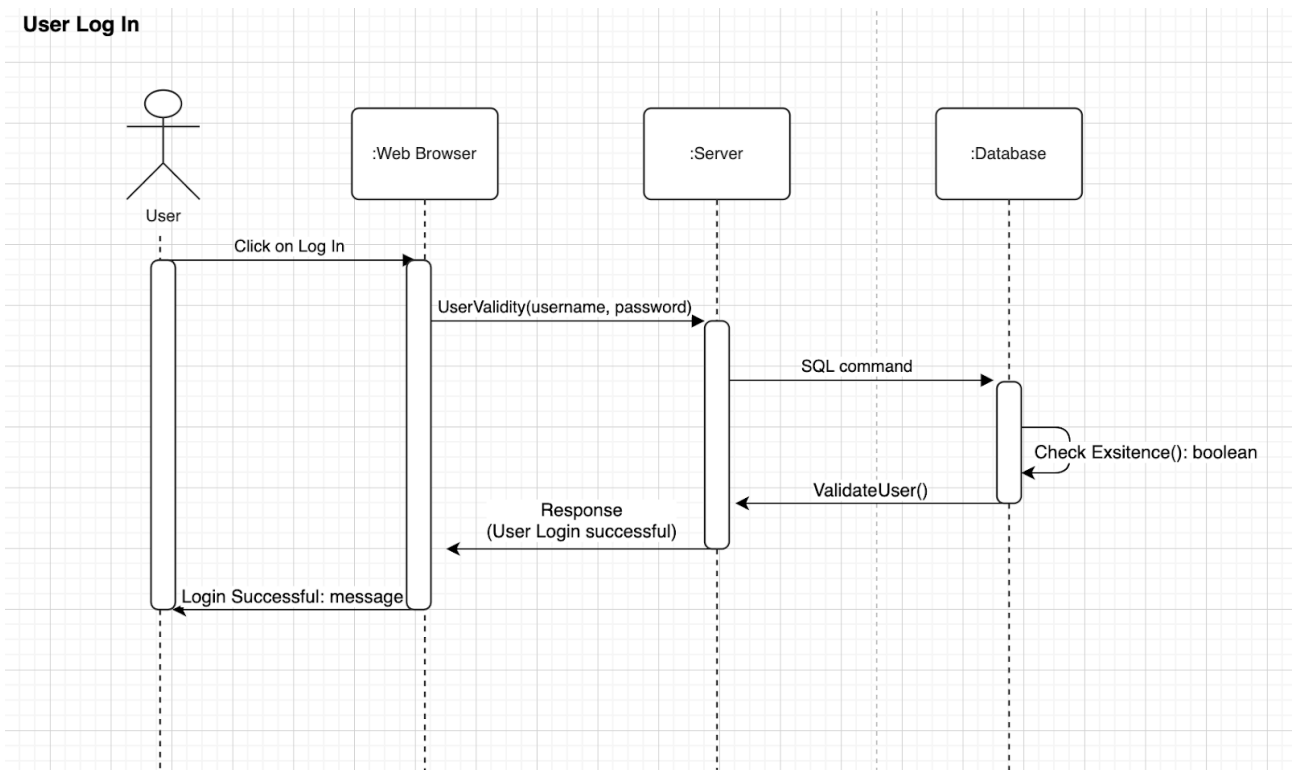 User Log In
:Web Browser
:Server
:Database
User
Click on Log In
UserValidity(username, password)
SQL command
Check Exsitence(): boolean
ValidateUser()
Response
(User Login successful)
Login Successful: message